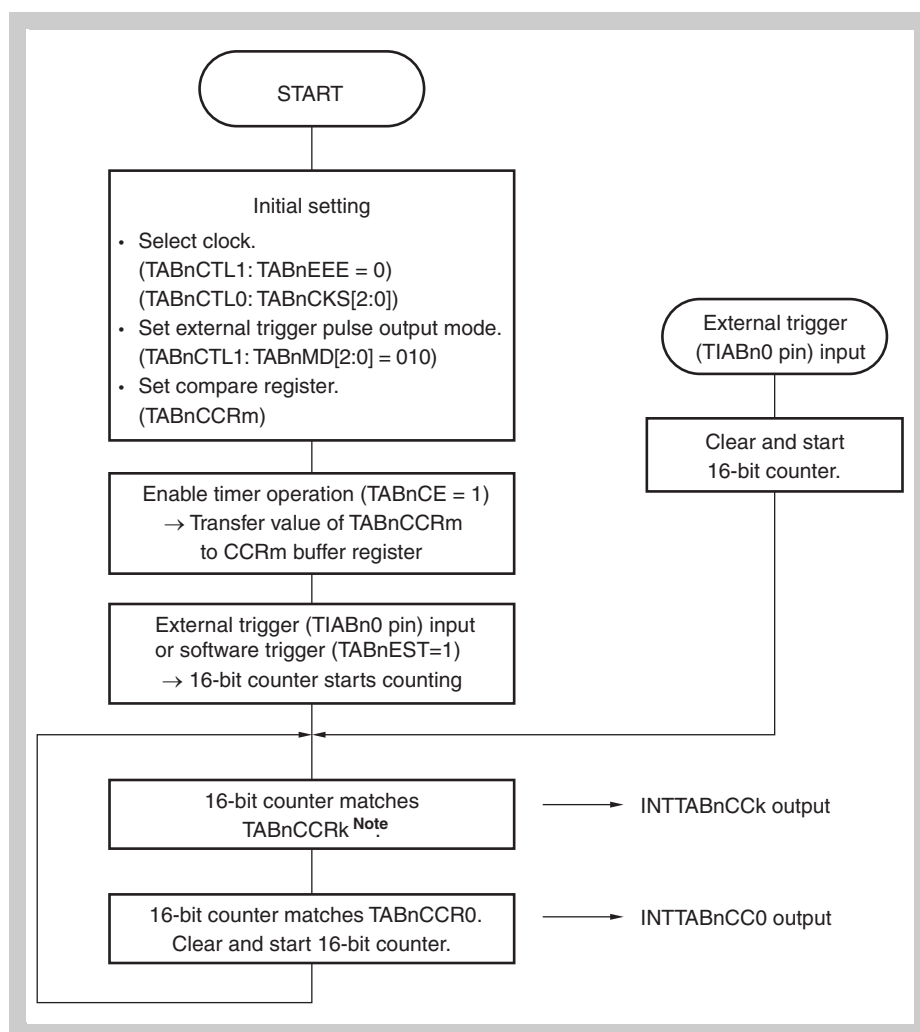 START
Initial setting
• Select clock.
(TABnCTL1: TABnEEE = 0)
(TABnCTL0: TABnCKS[2:0])
• Set external trigger pulse output mode.
(TABnCTL1: TABnMD[2:0] = 010)
• Set compare register.
(TABnCCRm)
External trigger
(TIABn0 pin) input
Clear and start
16-bit counter.
Enable timer operation (TABnCE = 1)
→ Transfer value of TABnCCRm
to CCRm buffer register
External trigger (TIABn0 pin) input
or software trigger (TABnEST=1)
→ 16-bit counter starts counting
16-bit counter matches
TABnCCRk Note.
INTTABnCCk output
16-bit counter matches TABnCCR0.
Clear and start 16-bit counter.
INTTABnCC0 output